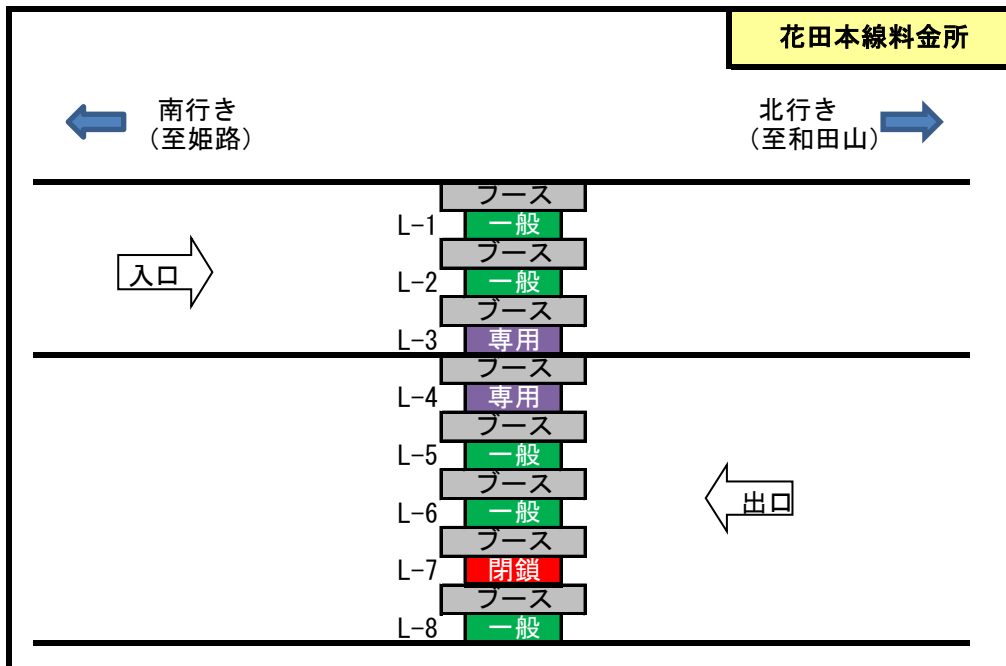 花田本線料金所
南行き
（至姫路）
北行き
（至和田山）
ブース
L-1 一般
ブース
入口
L-2 一般
ブース
L-3 専用
ブース
L-4 専用
ブース
L-5 一般
ブース
出口
L-6 一般
ブース
L-7 閉鎖
ブース
L-8 一般